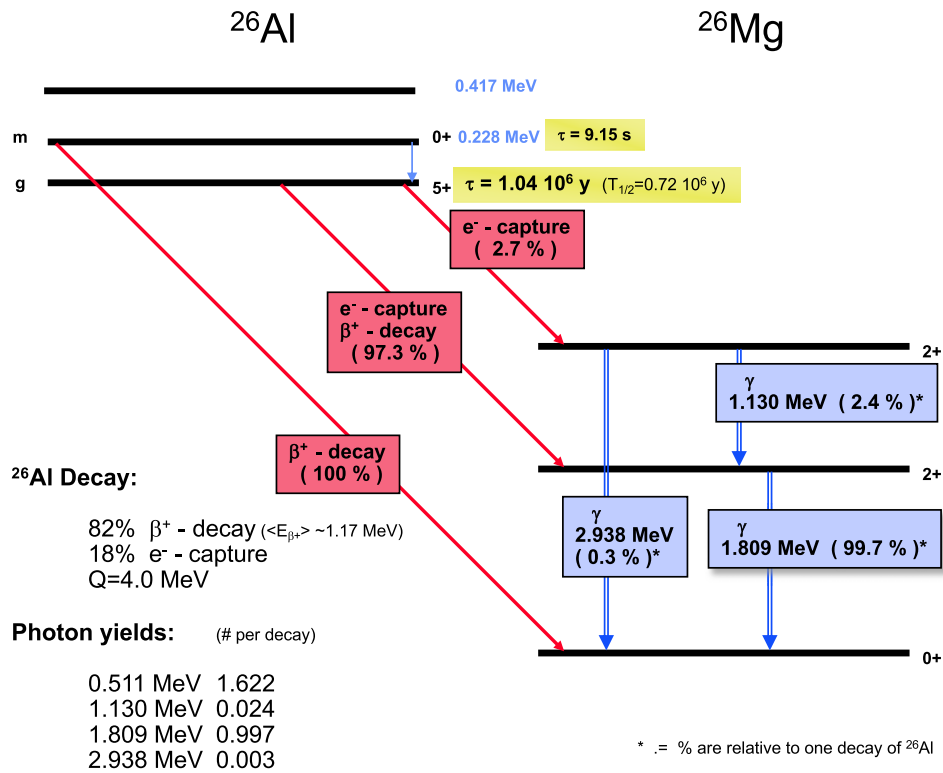 ²⁶Al
²⁶Mg
0.417 MeV
m
0+ 0.228 MeV
τ = 9.15 s
g
5+
τ = 1.04 10⁶ y (T₁/₂=0.72 10⁶ y)
e⁻ - capture
( 2.7 % )
e⁻ - capture
β⁺ - decay
( 97.3 % )
2+
γ
1.130 MeV ( 2.4 % )*
β⁺ - decay
( 100 % )
2+
γ
2.938 MeV
( 0.3 % )*
γ
1.809 MeV ( 99.7 % )*
0+
²⁶Al Decay:
82% β⁺ - decay (<Eβ+> ~1.17 MeV)
18% e⁻ - capture
Q=4.0 MeV
Photon yields: (# per decay)
0.511 MeV 1.622
1.130 MeV 0.024
1.809 MeV 0.997
2.938 MeV 0.003
* .= % are relative to one decay of ²⁶Al